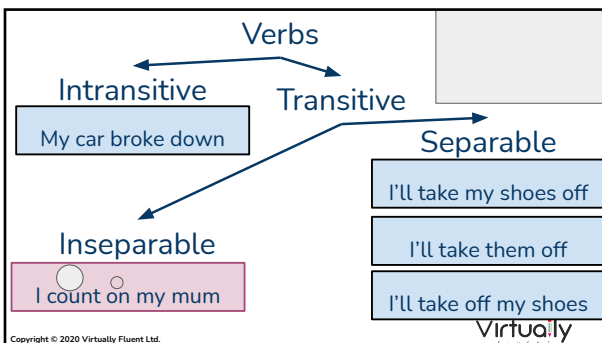 Verbs
Intransitive
Transitive
My car broke down
Separable
I'll take my shoes off
Inseparable
I'll take them off
I count on my mum
I'll take off my shoes
Virtually
Copyright © 2020 Virtually Fluent Ltd.